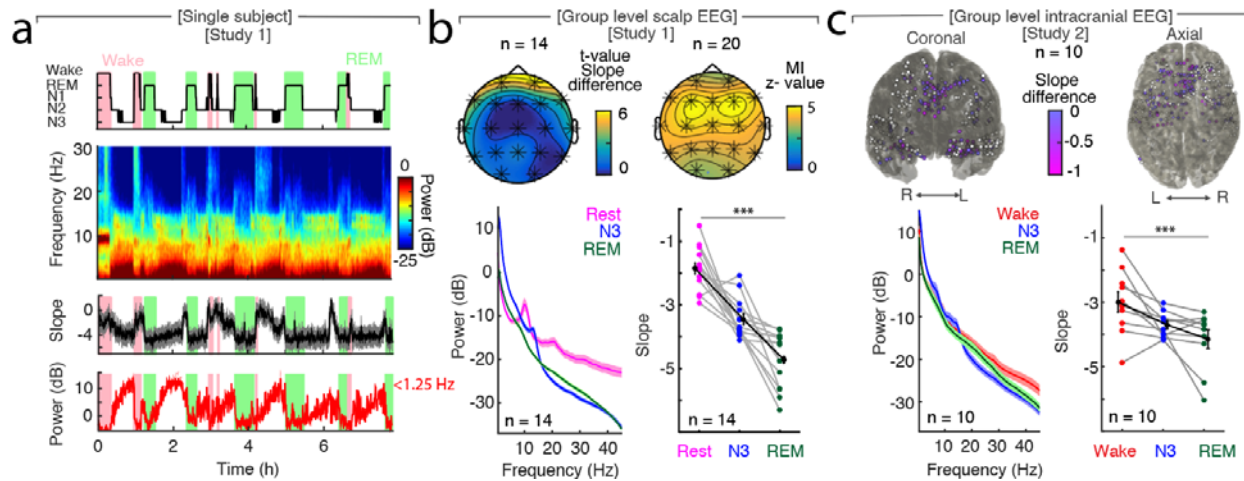 a
[Single subject]
[Study 1]
Wake
REM
Wake
REM
N1
N2
N3
30
20
10
Frequency (Hz)
0
-25
Power (dB)
0
-4
Slope
10
0
Power (dB)
<1.25 Hz
0 2 4 6
Time (h)
b
[Group level scalp EEG]
[Study 1]
n = 14
n = 20
t-value
Slope
difference
6
0
MI
z- value
5
0
10
0
-10
-20
-30
Power (dB)
Rest
N3
REM
n = 14
10 20 30 40
Frequency (Hz)
***
-1
-3
-5
Slope
n = 14
Rest N3 REM
c
[Group level intracranial EEG]
[Study 2]
Coronal
Axial
n = 10
Slope
difference
0
-0.5
-1
R L
L R
10
0
-10
-20
-30
Power (dB)
Wake
N3
REM
n = 10
10 20 30 40
Frequency (Hz)
***
-1
-3
-5
Slope
n = 10
Wake N3 REM